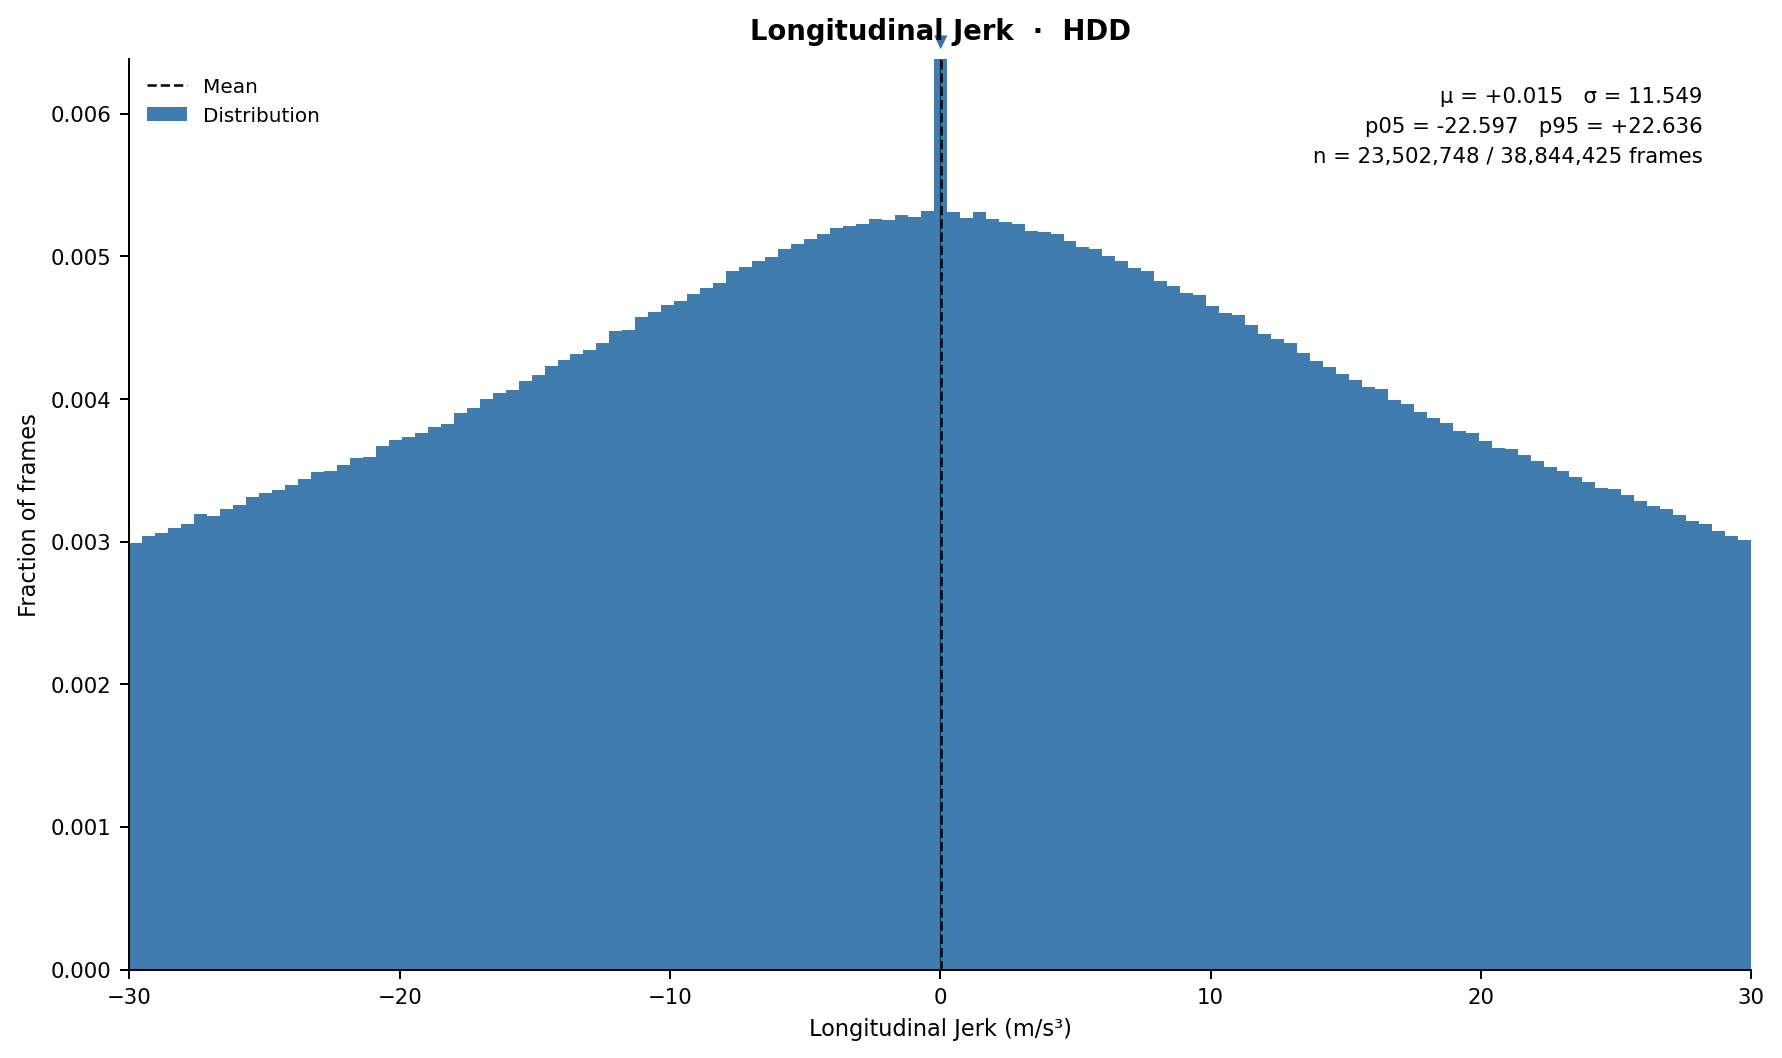 Longitudinal Jerk · HDD
Mean
Distribution
μ = +0.015 σ = 11.549
p05 = -22.597 p95 = +22.636
n = 23,502,748 / 38,844,425 frames
Fraction of frames
0.006
0.005
0.004
0.003
0.002
0.001
0.000
−30
−20
−10
0
10
20
30
Longitudinal Jerk (m/s³)